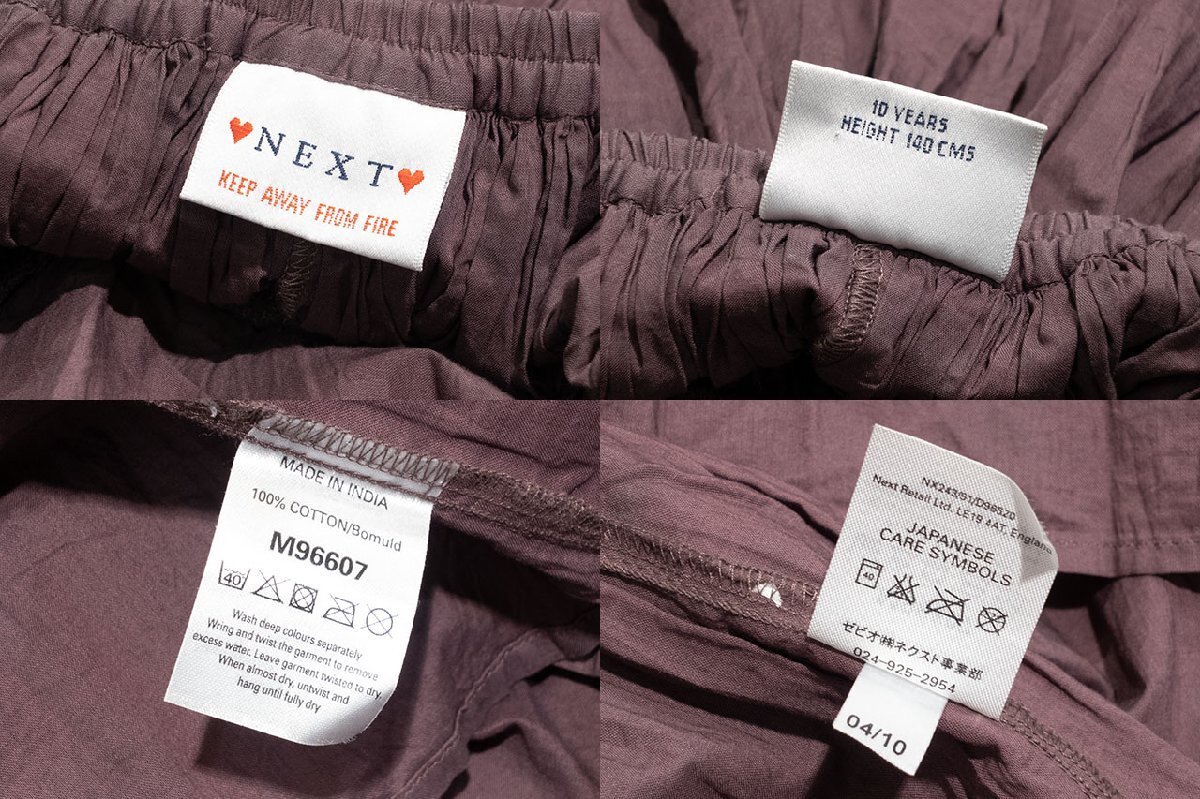 NEXT
KEEP AWAY FROM FIRE
10 YEARS
HEIGHT 140 CMS
MADE IN INDIA
100% COTTON/Bomuld
M96607
40°
Wash deep colours separately
Wring and twist the garment to remove
excess water. Leave garment twisted to dry.
When almost dry, untwist and
hang until fully dry
Next Retail Ltd. LE19 4AT, England
JAPANESE
CARE SYMBOLS
40
ゼビオ㈱ネクスト事業部
024-925-2954
04/10